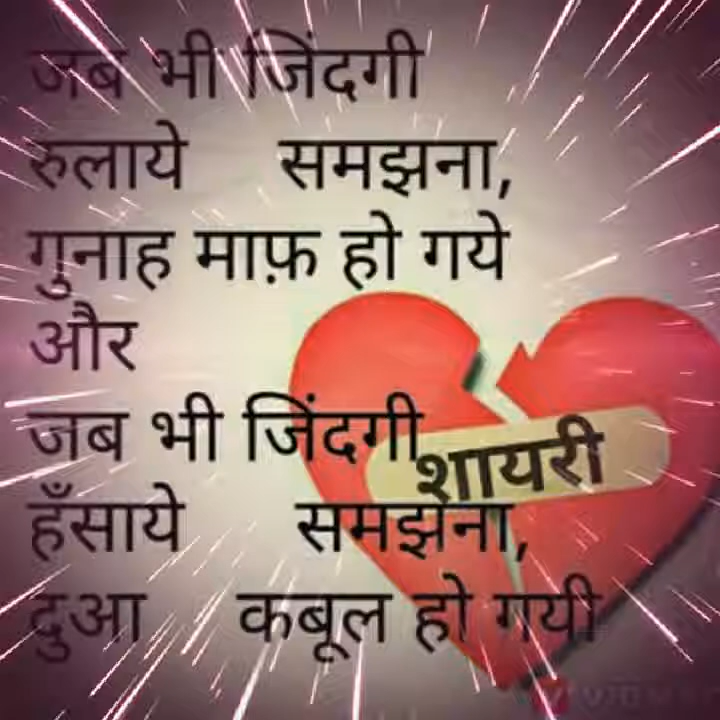 जब भी जिंदगी
रुलाये समझना,
गुनाह माफ़ हो गये
और
जब भी जिंदगी
शायरी
हँसाये समझना,
दुआ कबूल हो गयी